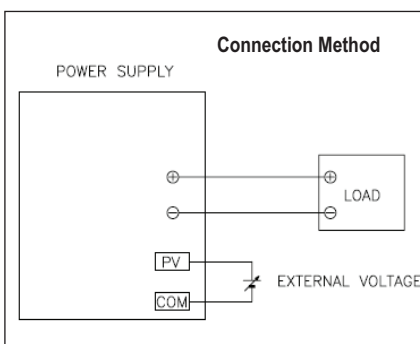 Connection Method
POWER SUPPLY
LOAD
PV
EXTERNAL VOLTAGE
COM